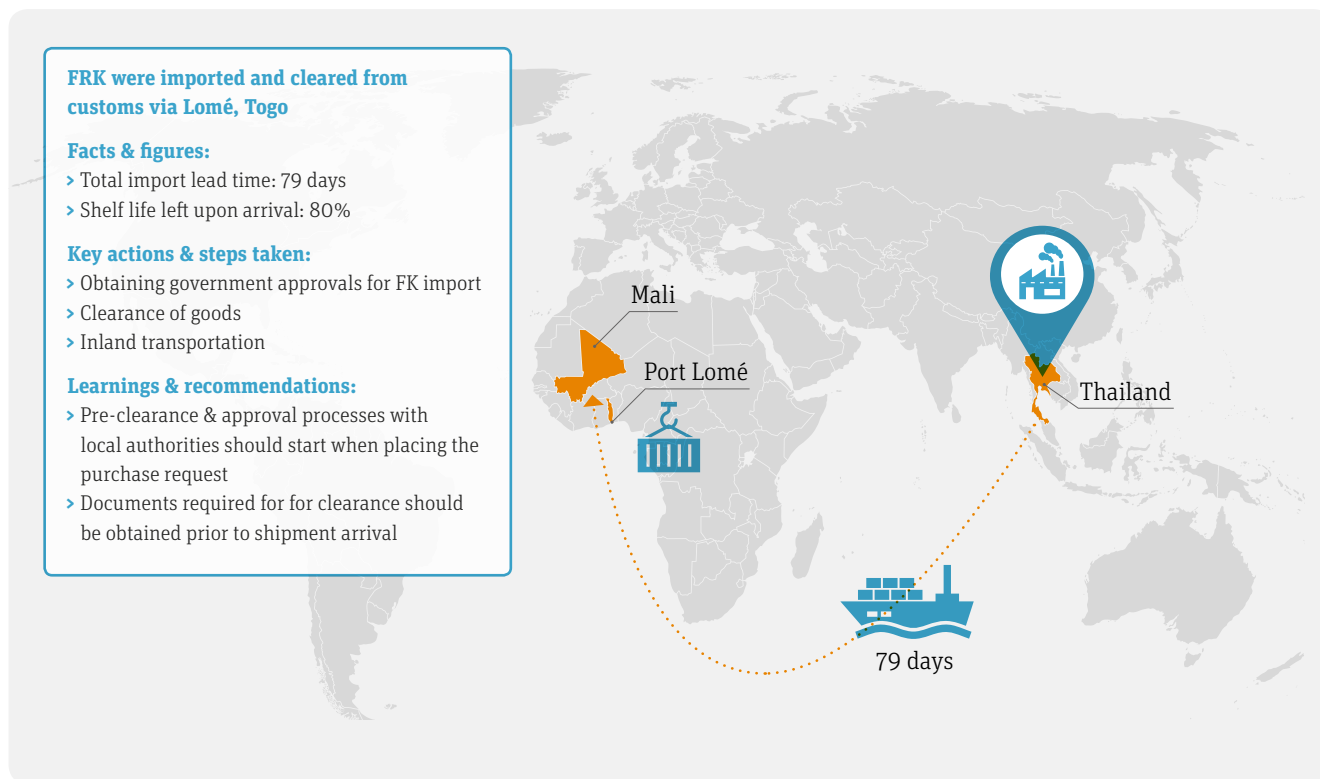 FRK were imported and cleared from
customs via Lomé, Togo
Facts & figures:
> Total import lead time: 79 days
> Shelf life left upon arrival: 80%
Key actions & steps taken:
> Obtaining government approvals for FK import
> Clearance of goods
> Inland transportation
Learnings & recommendations:
> Pre-clearance & approval processes with
local authorities should start when placing the
purchase request
> Documents required for for clearance should
be obtained prior to shipment arrival
Mali
Port Lomé
Thailand
79 days